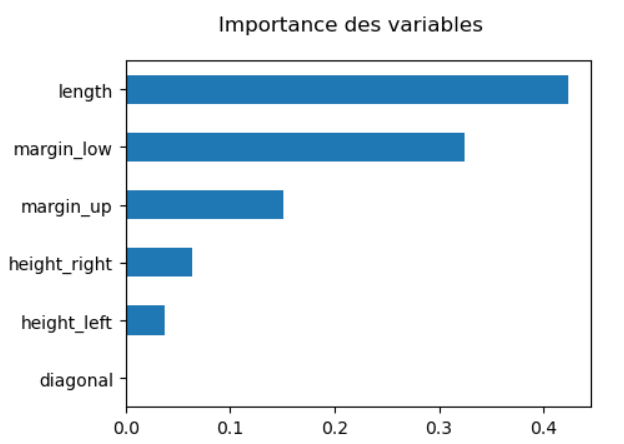 Importance des variables
length
margin_low
margin_up
height_right
height_left
diagonal
0.0 0.1 0.2 0.3 0.4